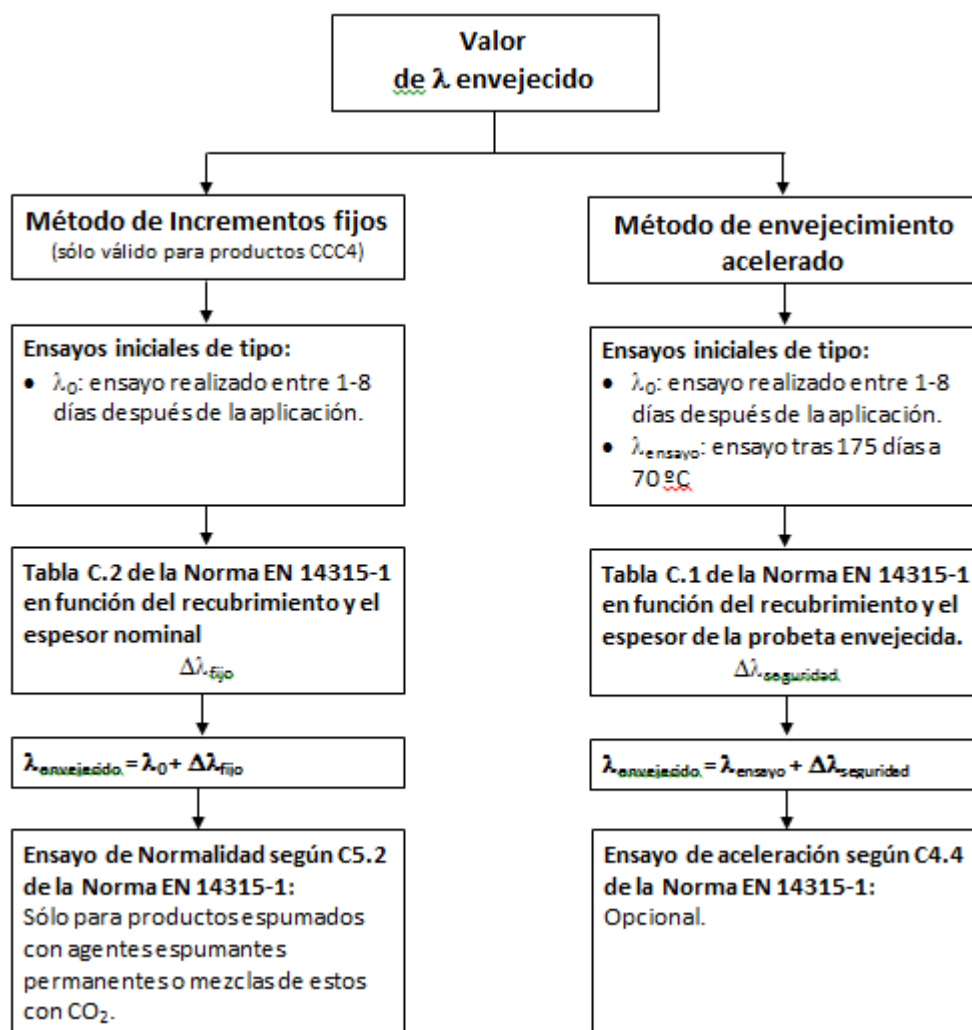 Valor
de λ envejecido
Método de Incrementos fijos
(sólo válido para productos CCC4)
Ensayos iniciales de tipo:
• λ0: ensayo realizado entre 1-8
días después de la aplicación.
Tabla C.2 de la Norma EN 14315-1
en función del recubrimiento y el
espesor nominal
Δλfijo
λenvejecido = λ0 + Δλfijo
Ensayo de Normalidad según C5.2
de la Norma EN 14315-1:
Sólo para productos espumados
con agentes espumantes
permanentes o mezclas de estos
con CO2.
Método de envejecimiento
acelerado
Ensayos iniciales de tipo:
• λ0: ensayo realizado entre 1-8
días después de la aplicación.
• λensayo: ensayo tras 175 días a
70 ºC
Tabla C.1 de la Norma EN 14315-1
en función del recubrimiento y el
espesor de la probeta envejecida.
Δλseguridad
λenvejecido = λensayo + Δλseguridad
Ensayo de aceleración según C4.4
de la Norma EN 14315-1:
Opcional.